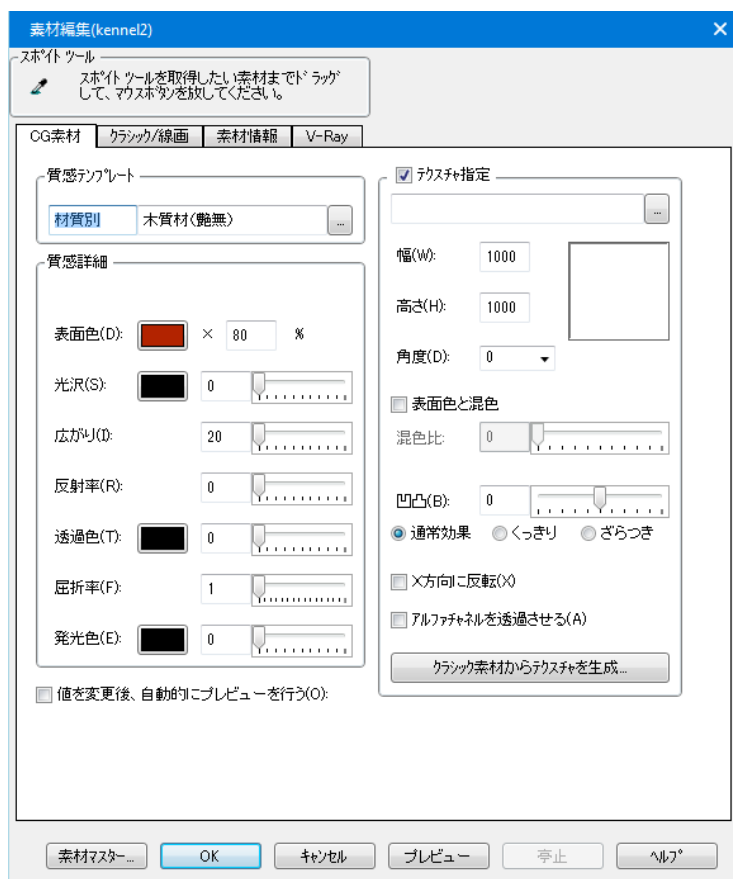 素材編集(kennel2)
スポイト ツール
スポイト ツールを取得したい素材までドラッグ
して、マウスボタンを放してください。
CG素材 クラシック/線画 素材情報 V-Ray
質感テンプレート
材質別 木質材(艶無) ...
質感詳細
表面色(D): × 80 %
光沢(S): 0
広がり(I): 20
反射率(R): 0
透過色(T): 0
屈折率(F): 1
発光色(E): 0
値を変更後、自動的にプレビューを行う(O):
テクスチャ指定
...
幅(W): 1000
高さ(H): 1000
角度(D): 0
表面色と混色
混色比: 0
凹凸(B): 0
通常効果 くっきり ざらつき
X方向に反転(X)
アルファチャネルを透過させる(A)
クラシック素材からテクスチャを生成...
素材マスター... OK キャンセル プレビュー 停止 ヘルプ